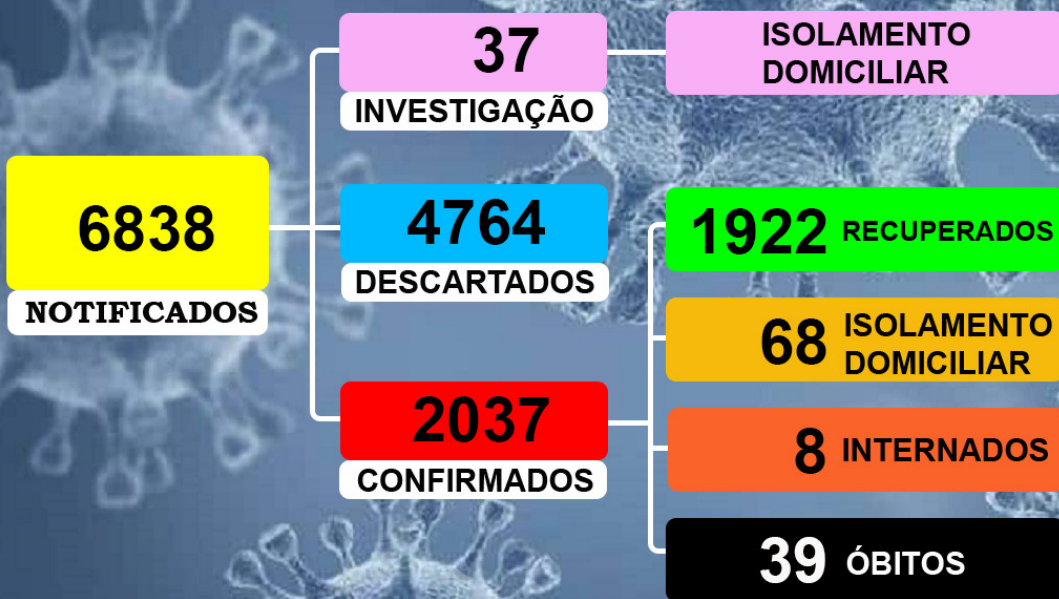 6838
NOTIFICADOS
37
INVESTIGAÇÃO
ISOLAMENTO
DOMICILIAR
4764
DESCARTADOS
2037
CONFIRMADOS
1922 RECUPERADOS
68 ISOLAMENTO
DOMICILIAR
8 INTERNADOS
39 ÓBITOS